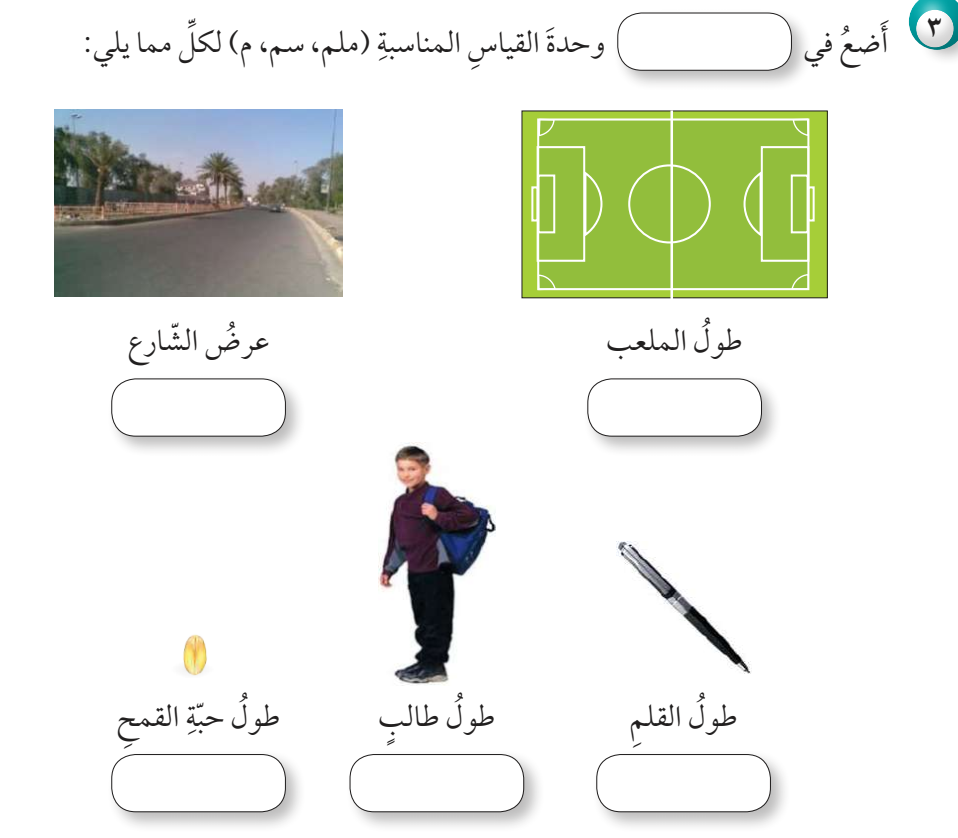 ٣
أَضعُ في وحدةَ القياسِ المناسبةِ (ملم، سم، م) لكلِّ مما يلي:
طولُ الملعب
عرضُ الشّارع
طولُ القلمِ
طولُ طالبٍ
طولُ حبّةِ القمحِ